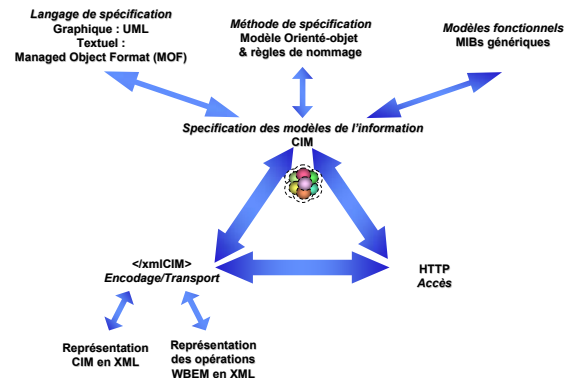 Langage de spécification
Graphique : UML
Textuel :
Managed Object Format (MOF)
Méthode de spécification
Modèle Orienté-objet
& règles de nommage
Modèles fonctionnels
MIBs génériques
Specification des modèles de l'information
CIM
</xmlCIM>
Encodage/Transport
HTTP
Accès
Représentation
CIM en XML
Représentation
des opérations
WBEM en XML